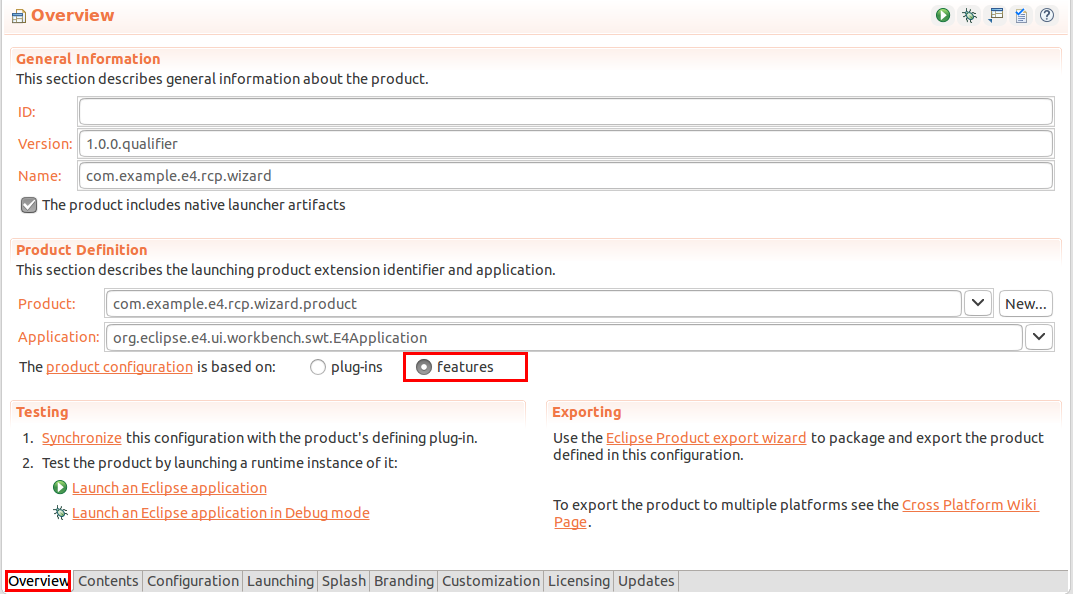 Overview
General Information
This section describes general information about the product.
ID:
Version: 1.0.0.qualifier
Name: com.example.e4.rcp.wizard
The product includes native launcher artifacts
Product Definition
This section describes the launching product extension identifier and application.
Product: com.example.e4.rcp.wizard.product New...
Application: org.eclipse.e4.ui.workbench.swt.E4Application
The product configuration is based on: plug-ins features
Testing
1. Synchronize this configuration with the product's defining plug-in.
2. Test the product by launching a runtime instance of it:
Launch an Eclipse application
Launch an Eclipse application in Debug mode
Exporting
Use the Eclipse Product export wizard to package and export the product
defined in this configuration.
To export the product to multiple platforms see the Cross Platform Wiki
Page.
Overview Contents Configuration Launching Splash Branding Customization Licensing Updates